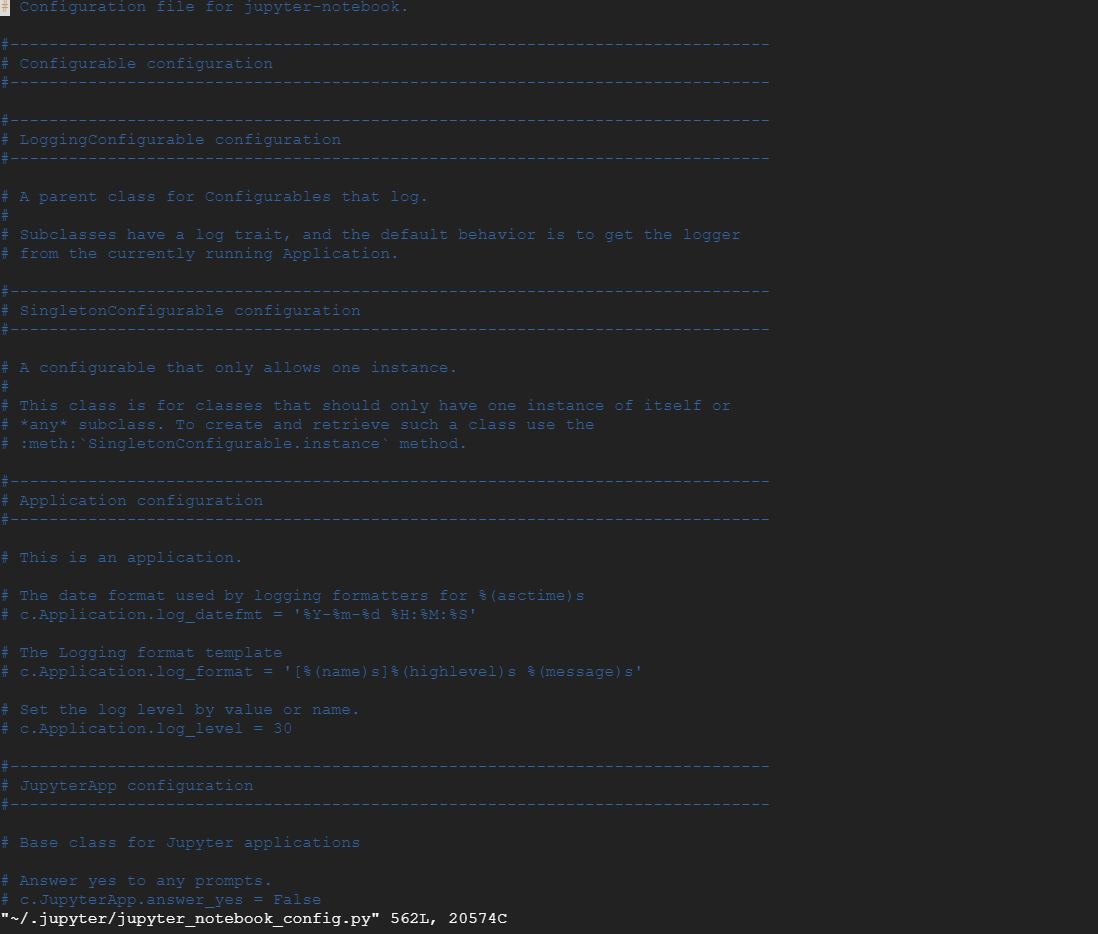 # Configuration file for jupyter-notebook.
#------------------------------------------------------------------------------
# Configurable configuration
#------------------------------------------------------------------------------
#------------------------------------------------------------------------------
# LoggingConfigurable configuration
#------------------------------------------------------------------------------
# A parent class for Configurables that log.
#
# Subclasses have a log trait, and the default behavior is to get the logger
# from the currently running Application.
#------------------------------------------------------------------------------
# SingletonConfigurable configuration
#------------------------------------------------------------------------------
# A configurable that only allows one instance.
#
# This class is for classes that should only have one instance of itself or
# *any* subclass. To create and retrieve such a class use the
# :meth:`SingletonConfigurable.instance` method.
#------------------------------------------------------------------------------
# Application configuration
#------------------------------------------------------------------------------
# This is an application.
# The date format used by logging formatters for %(asctime)s
# c.Application.log_datefmt = '%Y-%m-%d %H:%M:%S'
# The Logging format template
# c.Application.log_format = '[%(name)s]%(highlevel)s %(message)s'
# Set the log level by value or name.
# c.Application.log_level = 30
#------------------------------------------------------------------------------
# JupyterApp configuration
#------------------------------------------------------------------------------
# Base class for Jupyter applications
# Answer yes to any prompts.
# c.JupyterApp.answer_yes = False
"~/.jupyter/jupyter_notebook_config.py" 562L, 20574C